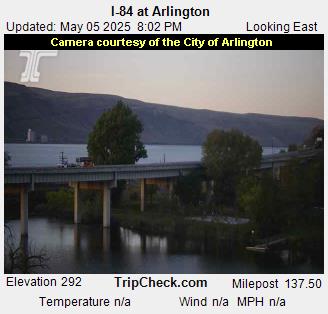 I-84 at Arlington
Updated: May 05 2025 8:02 PM Looking East
Camera courtesy of the City of Arlington
Elevation 292 TripCheck.com Milepost 137.50
Temperature n/a Wind n/a MPH n/a